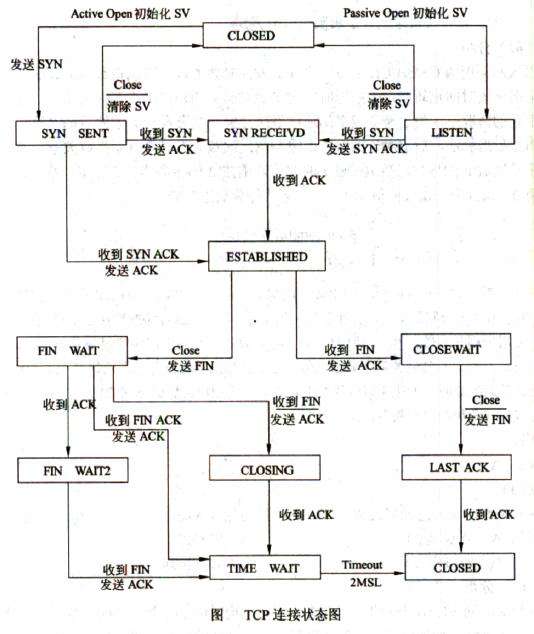 Active Open 初始化 SV
Passive Open 初始化 SV
CLOSED
发送 SYN
Close
清除 SV
Close
清除 SV
SYN SENT
收到 SYN
发送 ACK
SYN RECEIVD
收到 SYN
发送 SYN ACK
LISTEN
收到 ACK
收到 SYN ACK
发送 ACK
ESTABLISHED
FIN WAIT
Close
发送 FIN
收到 FIN
发送 ACK
CLOSEWAIT
收到 ACK
收到 FIN ACK
发送 ACK
收到 FIN
发送 ACK
Close
发送 FIN
FIN WAIT2
CLOSING
LAST ACK
收到 ACK
收到 ACK
收到 FIN
发送 ACK
TIME WAIT
Timeout
2MSL
CLOSED
图 TCP 连接状态图